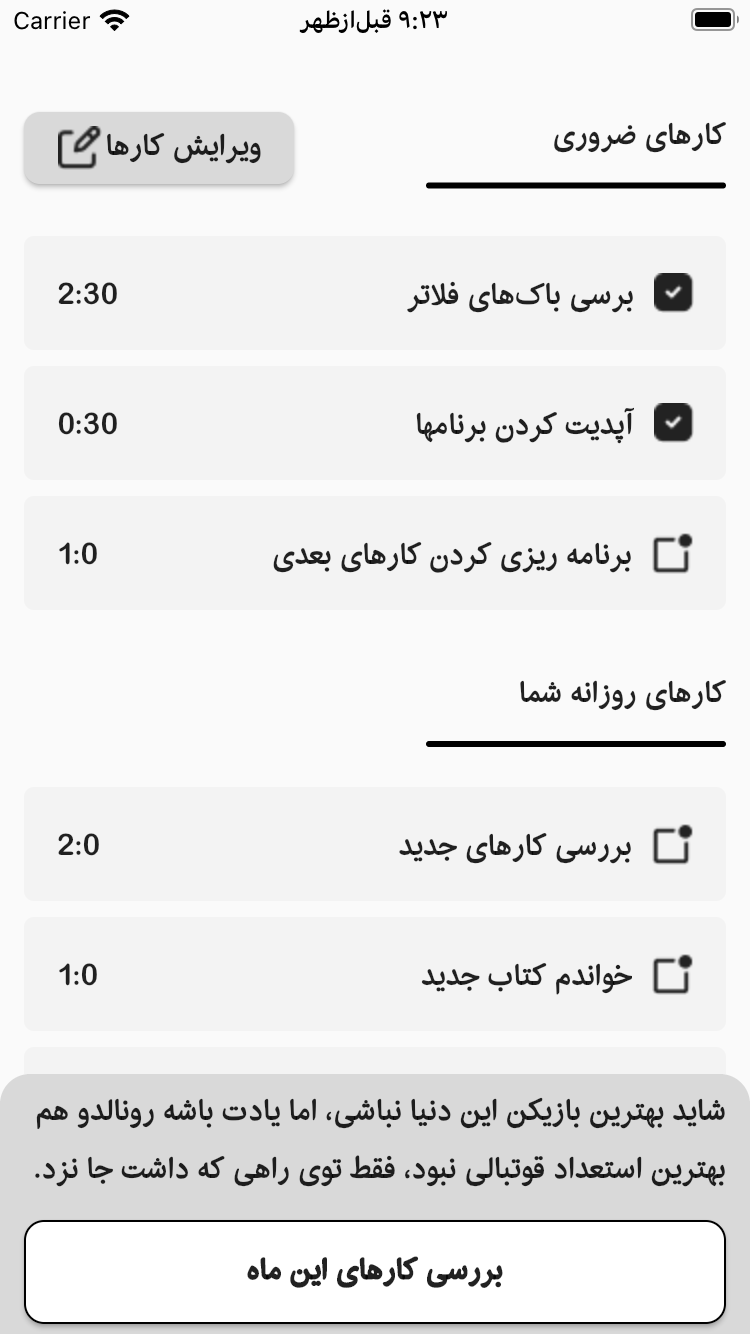 Carrier
۹:۲۳ قبل‌ازظهر
کارهای ضروری
ویرایش کارها
برسی باک‌های فلاتر
2:30
آپدیت کردن برنامها
0:30
برنامه ریزی کردن کارهای بعدی
1:0
کارهای روزانه شما
بررسی کارهای جدید
2:0
خواندم کتاب جدید
1:0
شاید بهترین بازیکن این دنیا نباشی، اما یادت باشه رونالدو هم
بهترین استعداد قوتبالی نبود، فقط توی راهی که داشت جا نزد.
بررسی کارهای این ماه